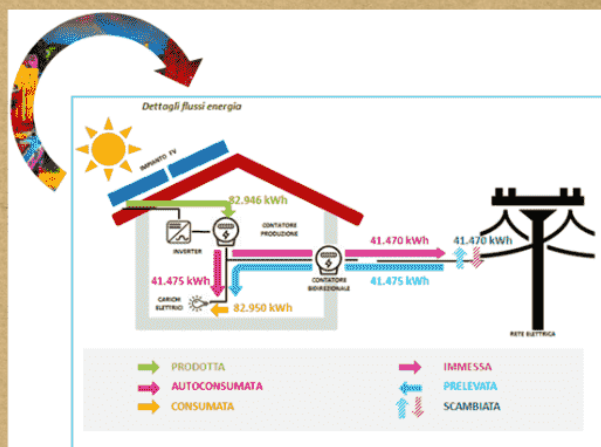 Dettagli flussi energia
IMPIANTO FV
82.946 kWh
CONTATORE
PRODUZIONE
INVERTER
41.470 kWh
41.470 kWh
41.475 kWh
41.475 kWh
CONTATORE
BIDIREZIONALE
CARICHI
ELETTRICI
82.950 kWh
RETE ELETTRICA
PRODOTTA
IMMESSA
AUTOCONSUMATA
PRELEVATA
CONSUMATA
SCAMBIATA